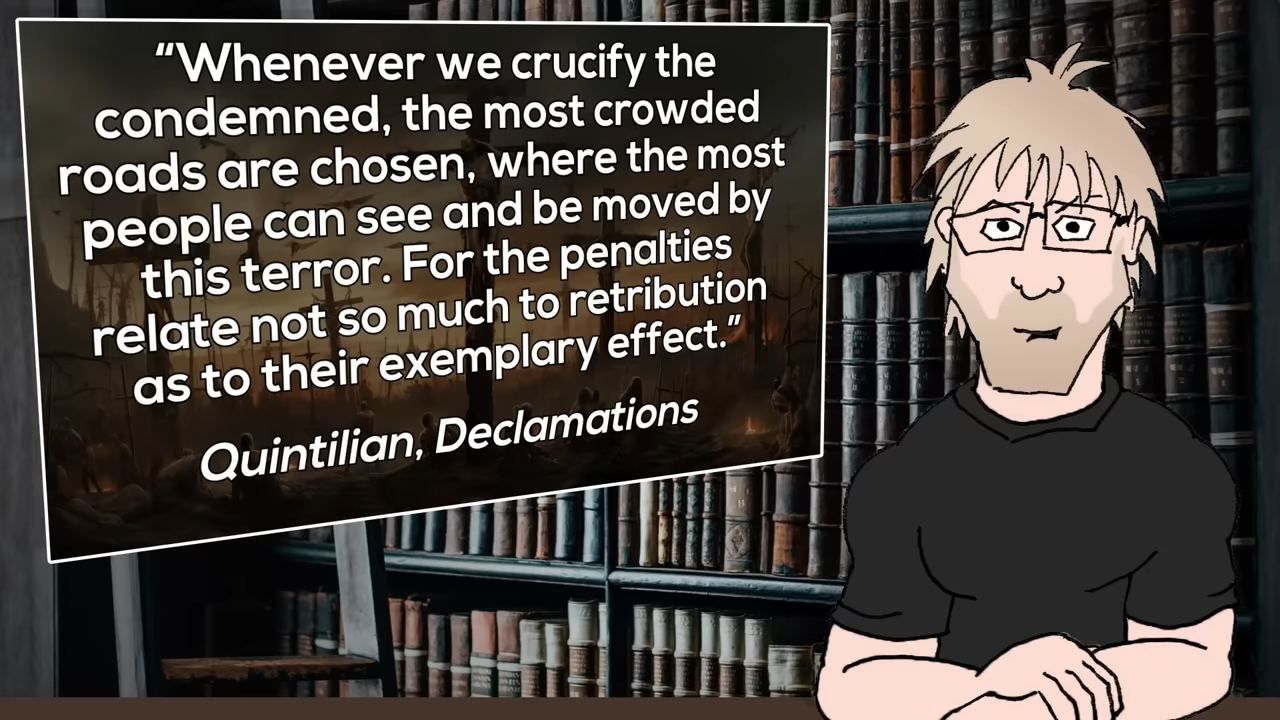 “Whenever we crucify the
condemned, the most crowded
roads are chosen, where the most
people can see and be moved by
this terror. For the penalties
relate not so much to retribution
as to their exemplary effect.”
Quintilian, Declamations